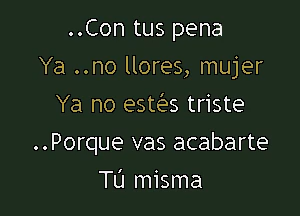 ..Con tus pena
Ya ..no llores, mujer
Ya no estés triste
..Porque vas acabarte
Tú misma